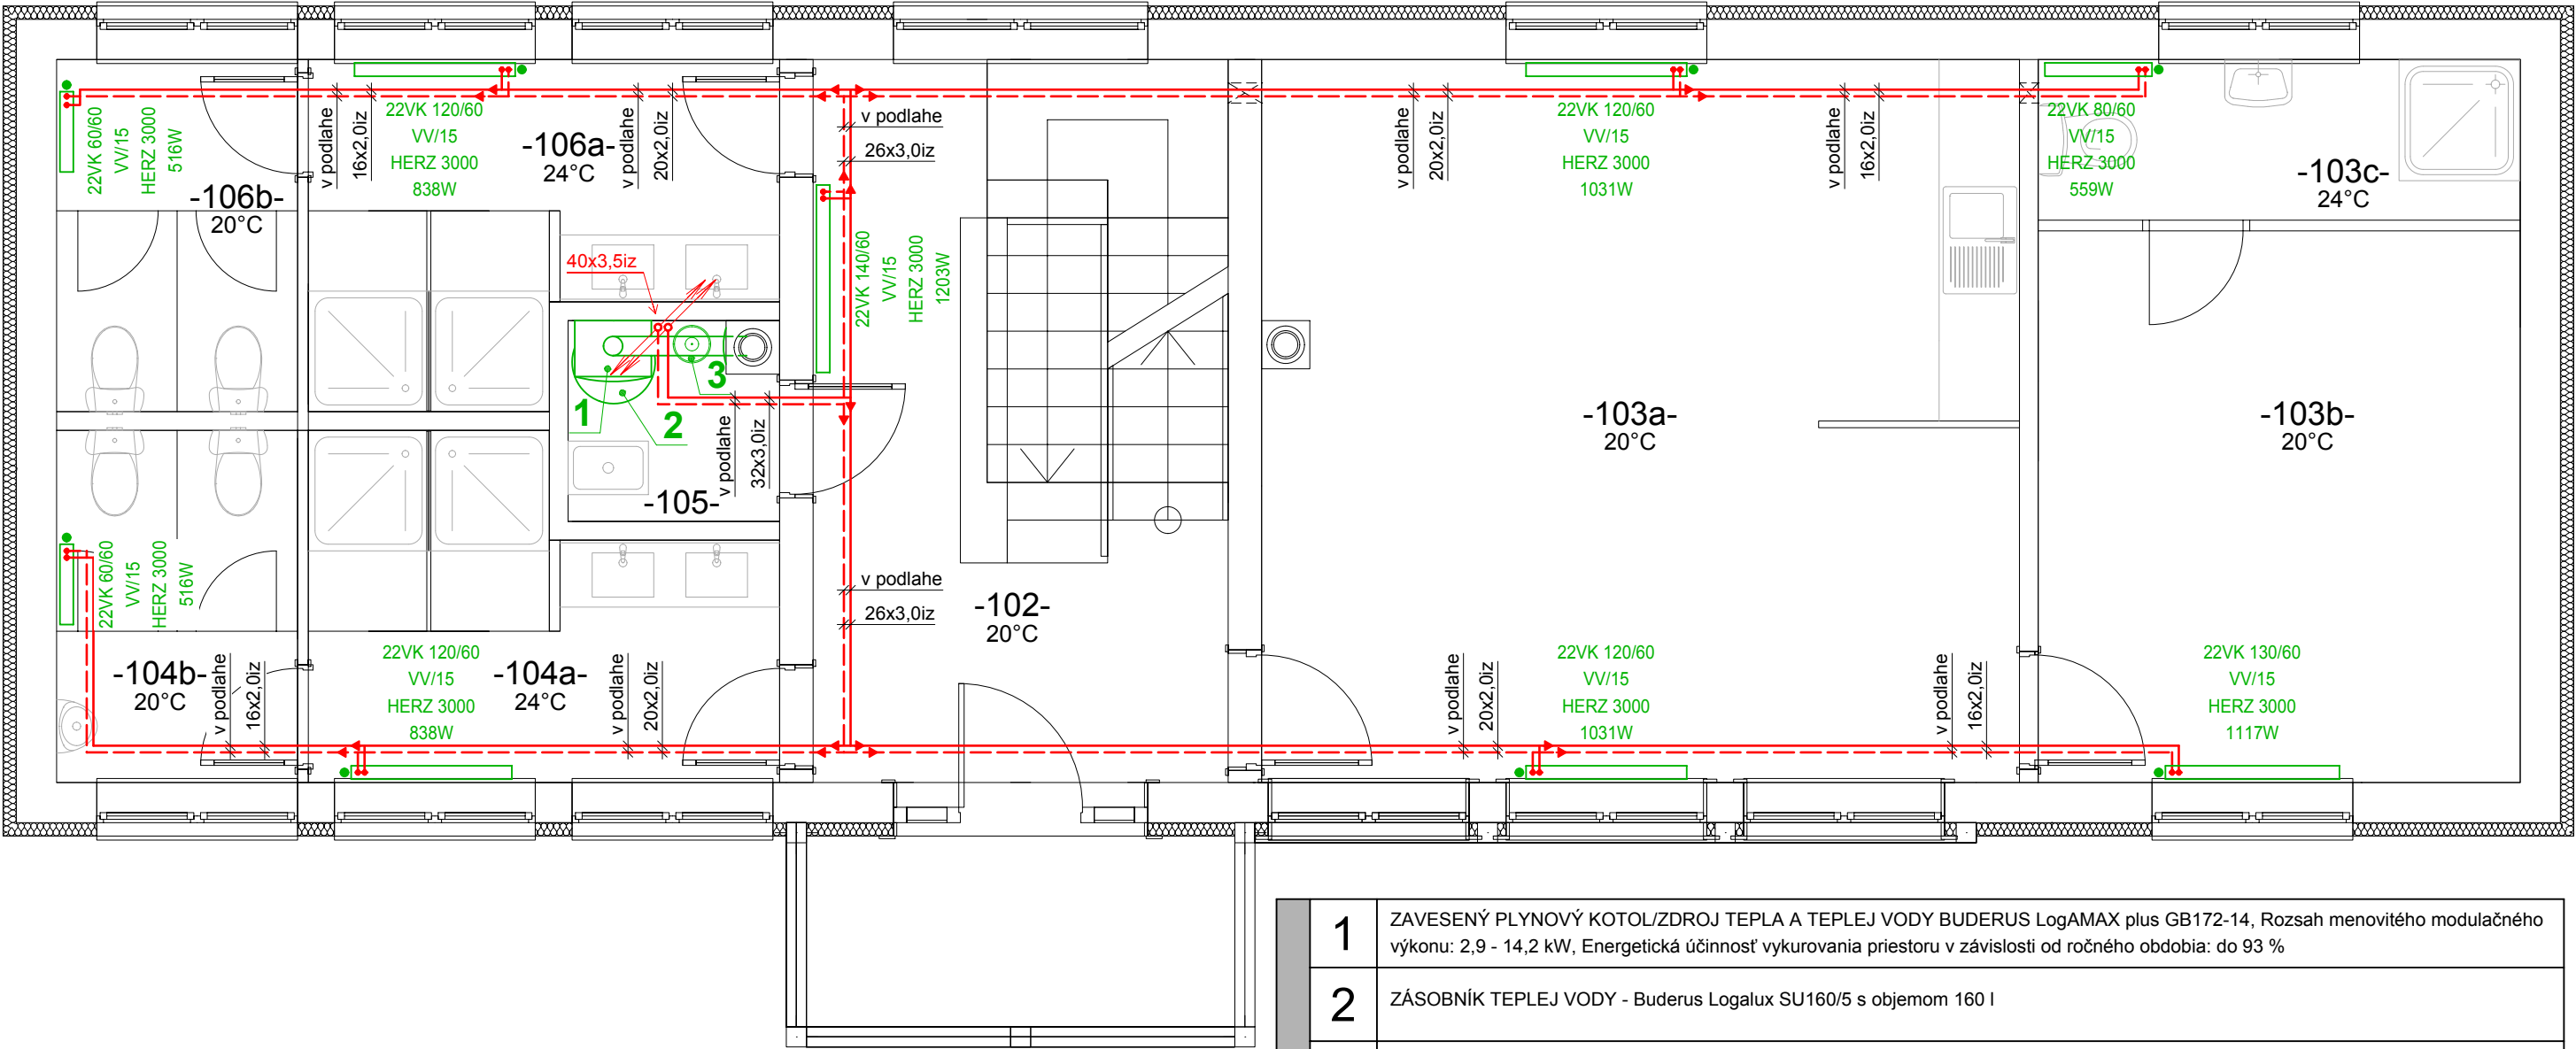 22VK 60/60
VV/15
HERZ 3000
516W
v podlahe
16x2,0iz
22VK 120/60
VV/15
HERZ 3000
838W
-106a-
24°C
v podlahe
20x2,0iz
-106b-
20°C
v podlahe
26x3,0iz
22VK 140/60
VV/15
HERZ 3000
1203W
40x3,5iz
1
2
3
v podlahe
32x3,0iz
-105-
v podlahe
20x2,0iz
22VK 120/60
VV/15
HERZ 3000
1031W
v podlahe
16x2,0iz
22VK 80/60
VV/15
HERZ 3000
559W
-103c-
24°C
-103a-
20°C
-103b-
20°C
22VK 60/60
VV/15
HERZ 3000
516W
-104b-
20°C
v podlahe
16x2,0iz
22VK 120/60
VV/15
HERZ 3000
838W
-104a-
24°C
v podlahe
20x2,0iz
v podlahe
26x3,0iz
-102-
20°C
v podlahe
20x2,0iz
22VK 120/60
VV/15
HERZ 3000
1031W
v podlahe
16x2,0iz
22VK 130/60
VV/15
HERZ 3000
1117W
1
ZAVESENÝ PLYNOVÝ KOTOL/ZDROJ TEPLA A TEPLEJ VODY BUDERUS LogAMAX plus GB172-14, Rozsah menovitého modulačného
výkonu: 2,9 - 14,2 kW, Energetická účinnosť vykurovania priestoru v závislosti od ročného obdobia: do 93 %
2
ZÁSOBNÍK TEPLEJ VODY - Buderus Logalux SU160/5 s objemom 160 l